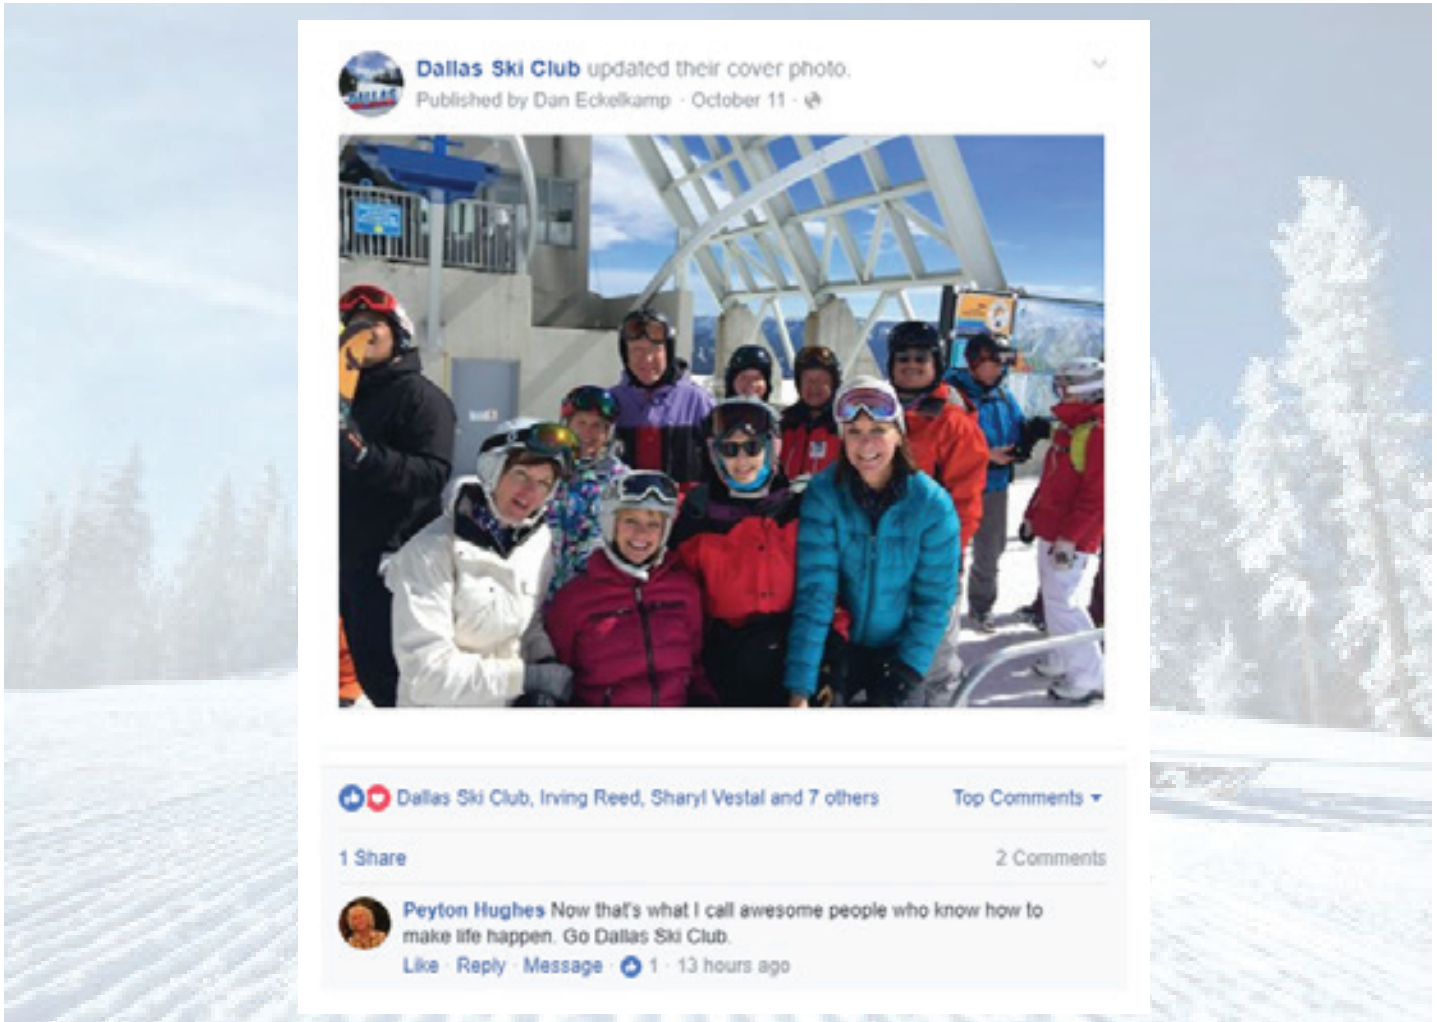 Dallas Ski Club updated their cover photo.
Published by Dan Eckelkamp · October 11 ·
DALLAS
Dallas Ski Club, Irving Reed, Sharyl Vestal and 7 others
Top Comments
1 Share
2 Comments
Peyton Hughes Now that's what I call awesome people who know how to
make life happen. Go Dallas Ski Club.
Like · Reply · Message · 1 · 13 hours ago